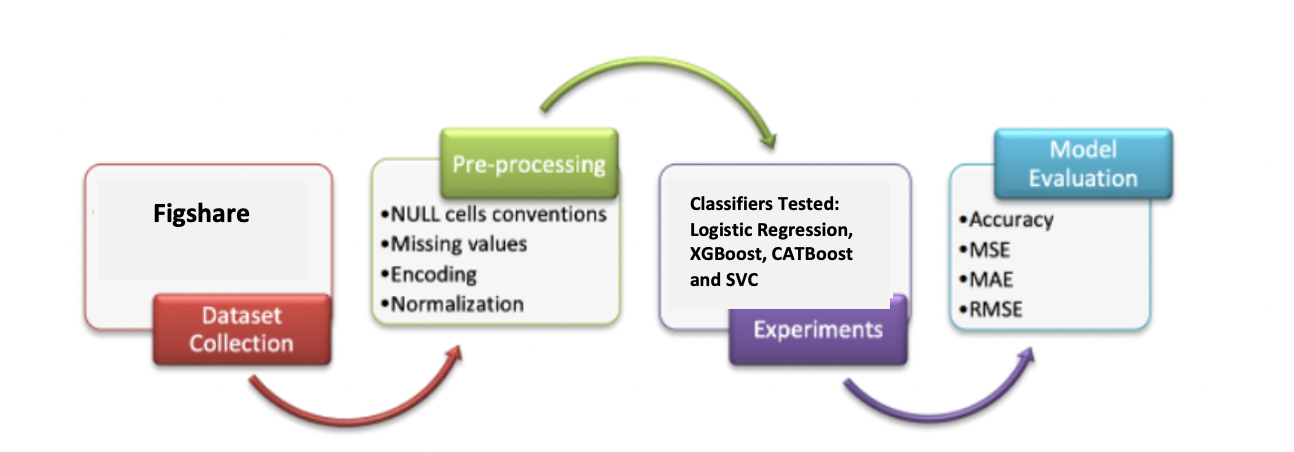 Figshare
Dataset
Collection
Pre-processing
•NULL cells conventions
•Missing values
•Encoding
•Normalization
Classifiers Tested:
Logistic Regression,
XGBoost, CATBoost
and SVC
Experiments
Model
Evaluation
•Accuracy
•MSE
•MAE
•RMSE